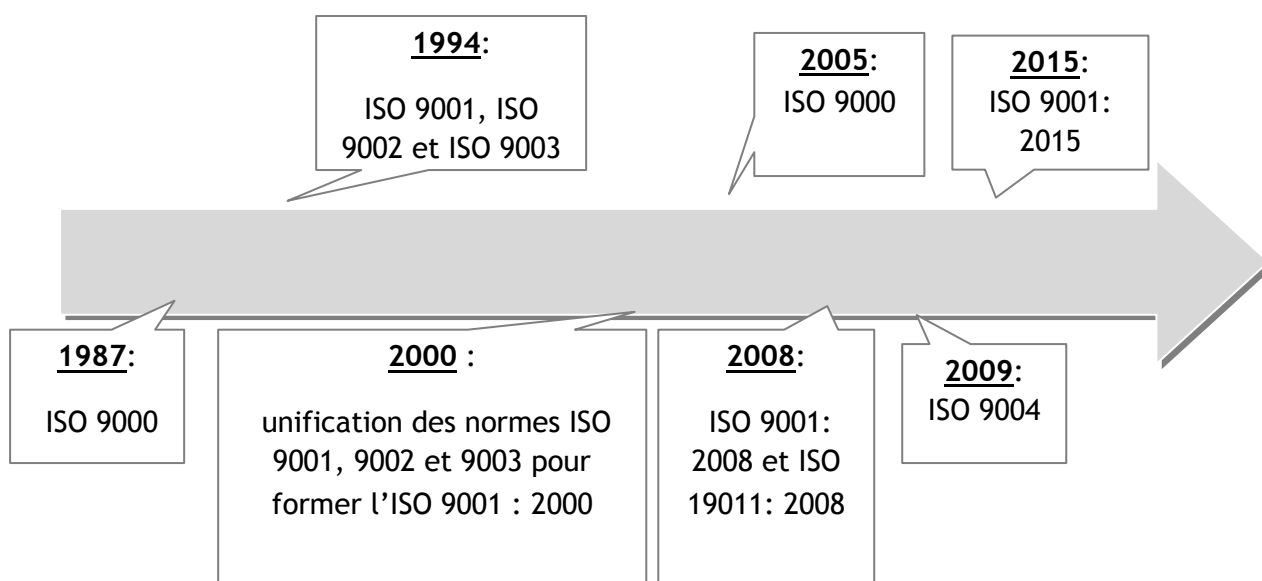 1994:
ISO 9001, ISO
9002 et ISO 9003
2005:
ISO 9000
2015:
ISO 9001:
2015
1987:
ISO 9000
2000 :
unification des normes ISO
9001, 9002 et 9003 pour
former l’ISO 9001 : 2000
2008:
ISO 9001:
2008 et ISO
19011: 2008
2009:
ISO 9004